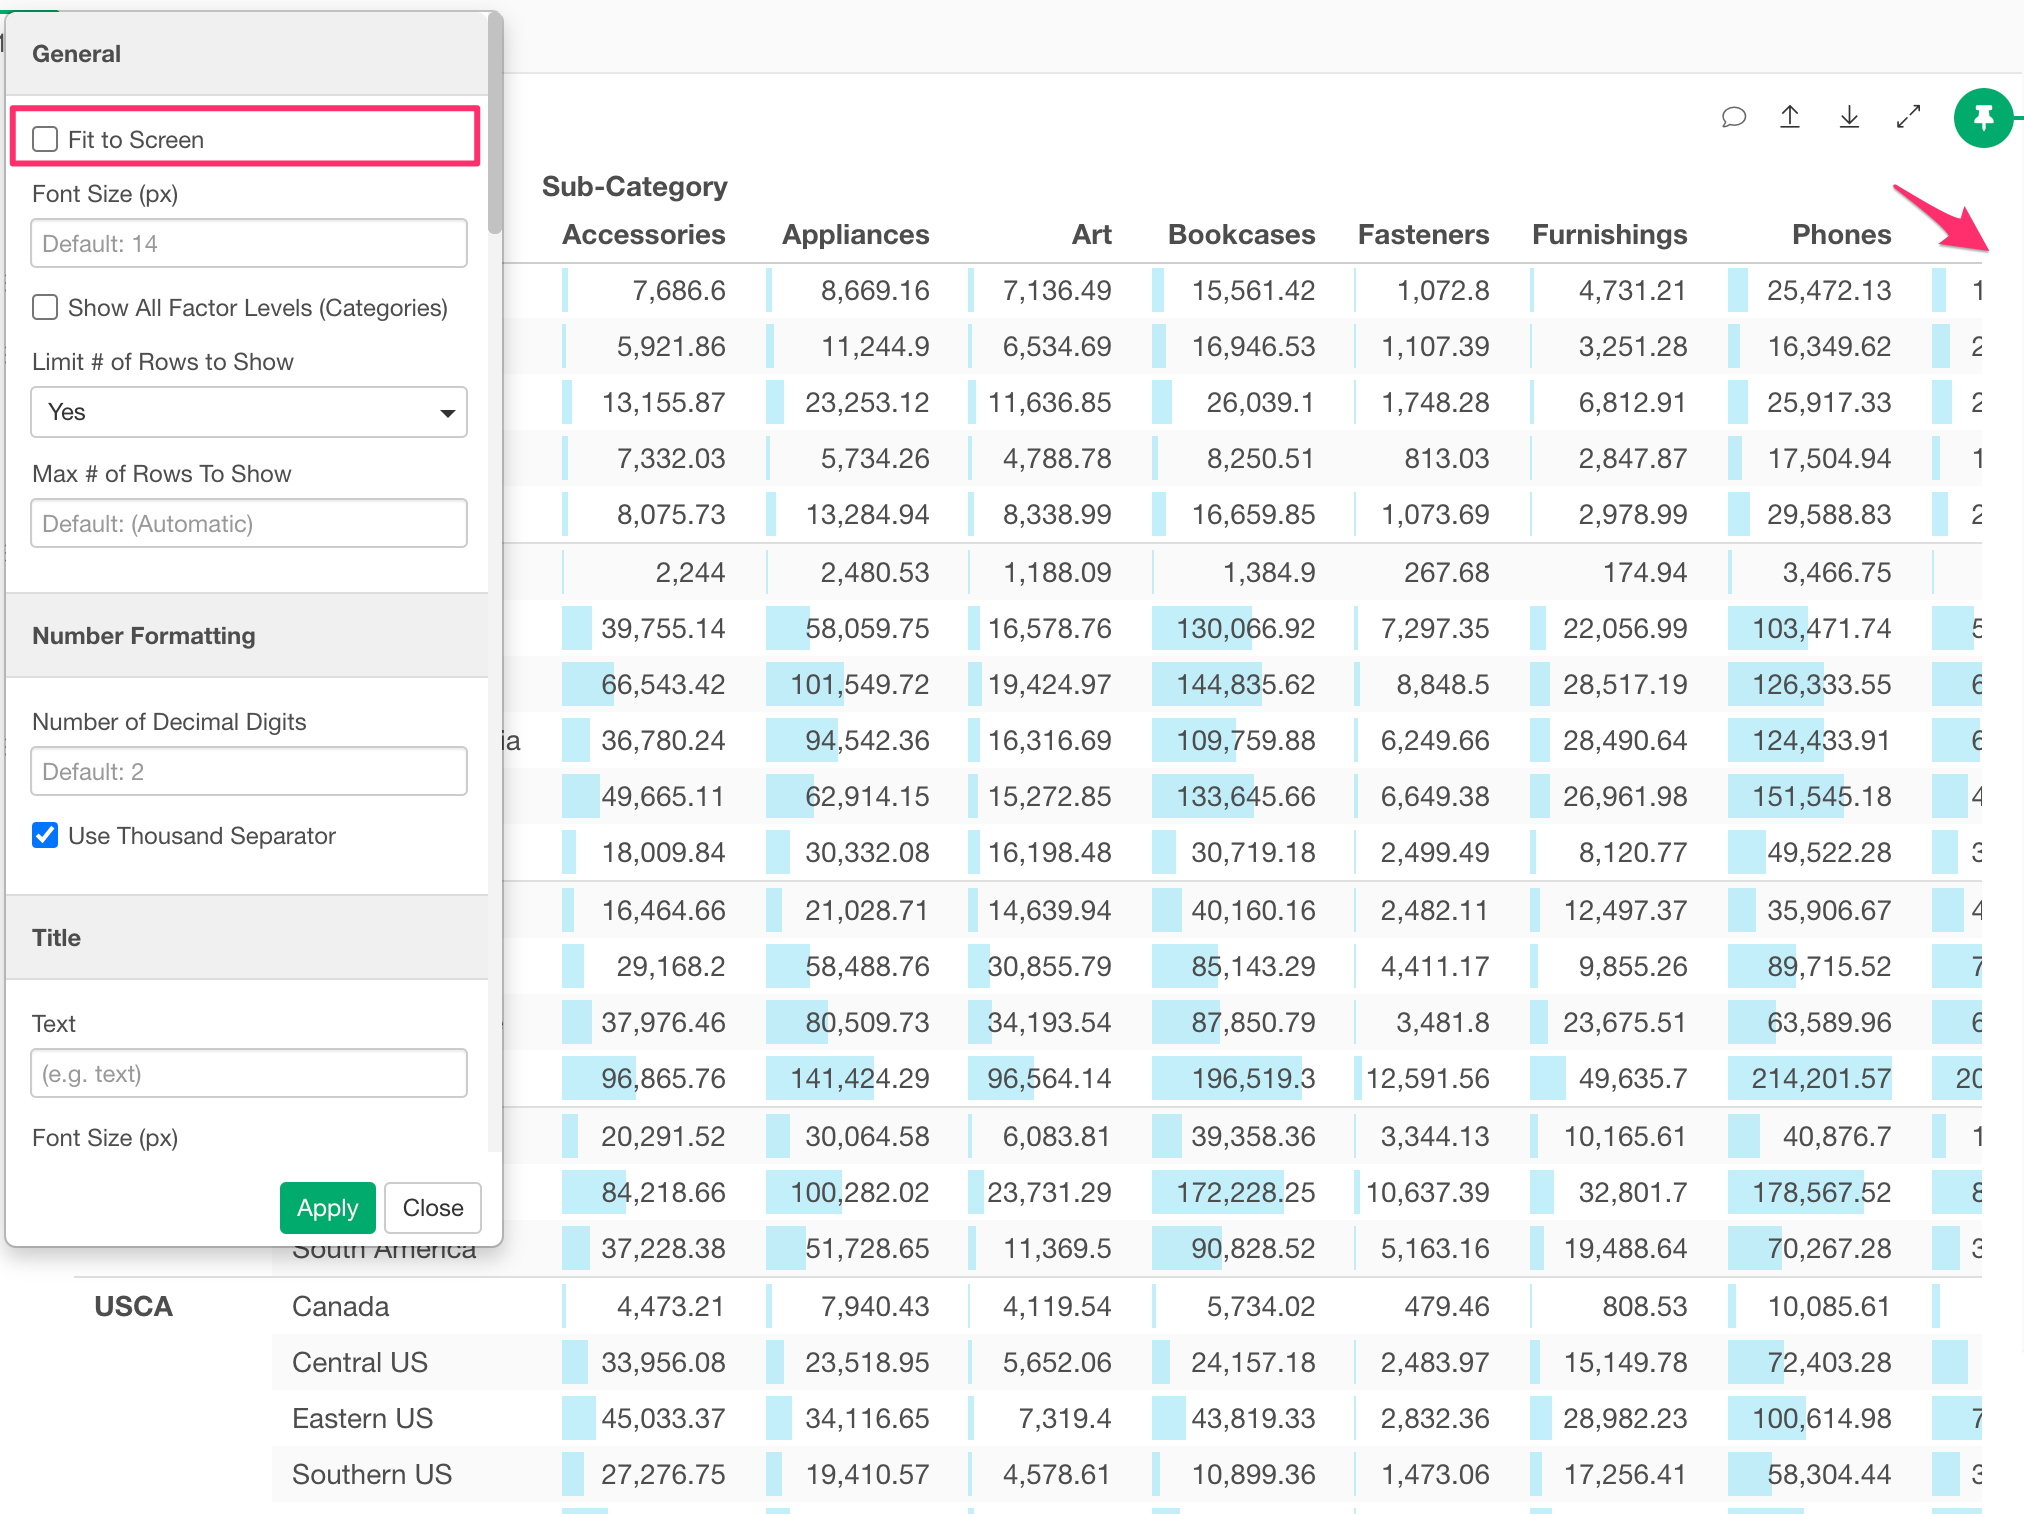 General
Fit to Screen
Font Size (px)
Default: 14
Show All Factor Levels (Categories)
Limit # of Rows to Show
Yes
Max # of Rows To Show
Default: (Automatic)
Number Formatting
Number of Decimal Digits
Default: 2
Use Thousand Separator
Title
Text
(e.g. text)
Font Size (px)
Apply Close
Sub-Category
Accessories Appliances Art Bookcases Fasteners Furnishings Phones
7,686.6 8,669.16 7,136.49 15,561.42 1,072.8 4,731.21 25,472.13
5,921.86 11,244.9 6,534.69 16,946.53 1,107.39 3,251.28 16,349.62
13,155.87 23,253.12 11,636.85 26,039.1 1,748.28 6,812.91 25,917.33
7,332.03 5,734.26 4,788.78 8,250.51 813.03 2,847.87 17,504.94
8,075.73 13,284.94 8,338.99 16,659.85 1,073.69 2,978.99 29,588.83
2,244 2,480.53 1,188.09 1,384.9 267.68 174.94 3,466.75
39,755.14 58,059.75 16,578.76 130,066.92 7,297.35 22,056.99 103,471.74
66,543.42 101,549.72 19,424.97 144,835.62 8,848.5 28,517.19 126,333.55
ia 36,780.24 94,542.36 16,316.69 109,759.88 6,249.66 28,490.64 124,433.91
49,665.11 62,914.15 15,272.85 133,645.66 6,649.38 26,961.98 151,545.18
18,009.84 30,332.08 16,198.48 30,719.18 2,499.49 8,120.77 49,522.28
16,464.66 21,028.71 14,639.94 40,160.16 2,482.11 12,497.37 35,906.67
29,168.2 58,488.76 30,855.79 85,143.29 4,411.17 9,855.26 89,715.52
37,976.46 80,509.73 34,193.54 87,850.79 3,481.8 23,675.51 63,589.96
96,865.76 141,424.29 96,564.14 196,519.3 12,591.56 49,635.7 214,201.57
20,291.52 30,064.58 6,083.81 39,358.36 3,344.13 10,165.61 40,876.7
84,218.66 100,282.02 23,731.29 172,228.25 10,637.39 32,801.7 178,567.52
South America 37,228.38 51,728.65 11,369.5 90,828.52 5,163.16 19,488.64 70,267.28
USCA Canada 4,473.21 7,940.43 4,119.54 5,734.02 479.46 808.53 10,085.61
Central US 33,956.08 23,518.95 5,652.06 24,157.18 2,483.97 15,149.78 72,403.28
Eastern US 45,033.37 34,116.65 7,319.4 43,819.33 2,832.36 28,982.23 100,614.98
Southern US 27,276.75 19,410.57 4,578.61 10,899.36 1,473.06 17,256.41 58,304.44